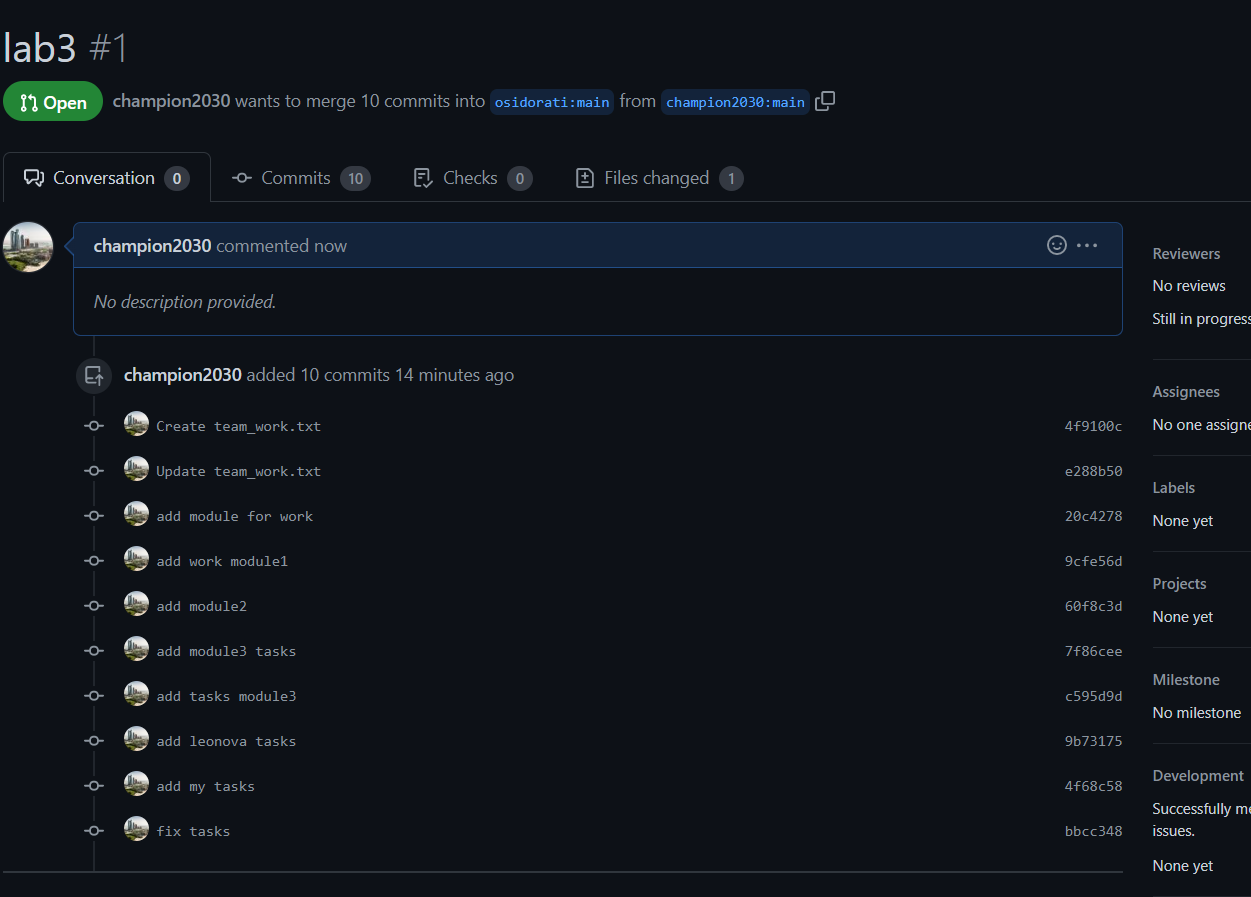 lab3 #1
Open champion2030 wants to merge 10 commits into osidorati:main from champion2030:main
Conversation 0 Commits 10 Checks 0 Files changed 1
champion2030 commented now
No description provided.
champion2030 added 10 commits 14 minutes ago
Create team_work.txt 4f9100c
Update team_work.txt e288b50
add module for work 20c4278
add work module1 9cfe56d
add module2 60f8c3d
add module3 tasks 7f86cee
add tasks module3 c595d9d
add leonova tasks 9b73175
add my tasks 4f68c58
fix tasks bbcc348
Reviewers
No reviews
Still in progress
Assignees
No one assigne
Labels
None yet
Projects
None yet
Milestone
No milestone
Development
Successfully me
issues.
None yet